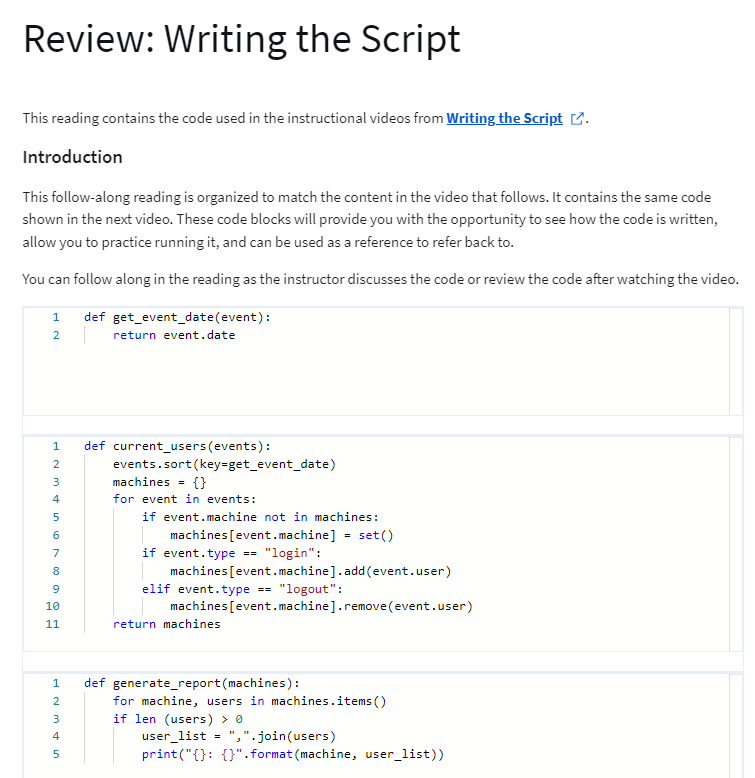 Review: Writing the Script
This reading contains the code used in the instructional videos from Writing the Script.
Introduction
This follow-along reading is organized to match the content in the video that follows. It contains the same code
shown in the next video. These code blocks will provide you with the opportunity to see how the code is written,
allow you to practice running it, and can be used as a reference to refer back to.
You can follow along in the reading as the instructor discusses the code or review the code after watching the video.
1 def get_event_date(event):
2     return event.date
1 def current_users(events):
2     events.sort(key=get_event_date)
3     machines = {}
4     for event in events:
5         if event.machine not in machines:
6             machines[event.machine] = set()
7         if event.type == "login":
8             machines[event.machine].add(event.user)
9         elif event.type == "logout":
10             machines[event.machine].remove(event.user)
11     return machines
1 def generate_report(machines):
2     for machine, users in machines.items()
3     if len (users) > 0
4         user_list = ",".join(users)
5         print("{}: {}".format(machine, user_list))